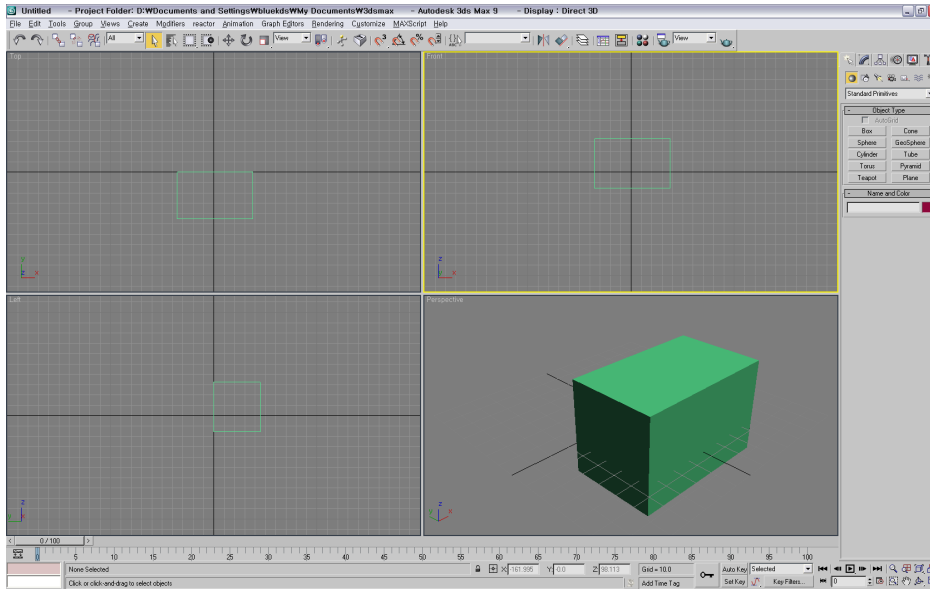 Untitled - Project Folder: D:₩Documents and Settings₩bluekds₩My Documents₩3dsmax - Autodesk 3ds Max 9 - Display : Direct 3D
File Edit Tools Group Views Create Modifiers reactor Animation Graph Editors Rendering Customize MAXScript Help
All View View
Top Front
Standard Primitives
- Object Type
AutoGrid
Box Cone
Sphere GeoSphere
Cylinder Tube
Torus Pyramid
Teapot Plane
- Name and Color
y z x
z x
Left Perspective
z
z y x
< 0 / 100 >
0 5 10 15 20 25 30 35 40 45 50 55 60 65 70 75 80 85 90 95 100
None Selected X: -161.995 Y: -0.0 Z: 98.113 Grid = 10.0 Auto Key Selected
Click or click-and-drag to select objects Add Time Tag Set Key Key Filters... 0